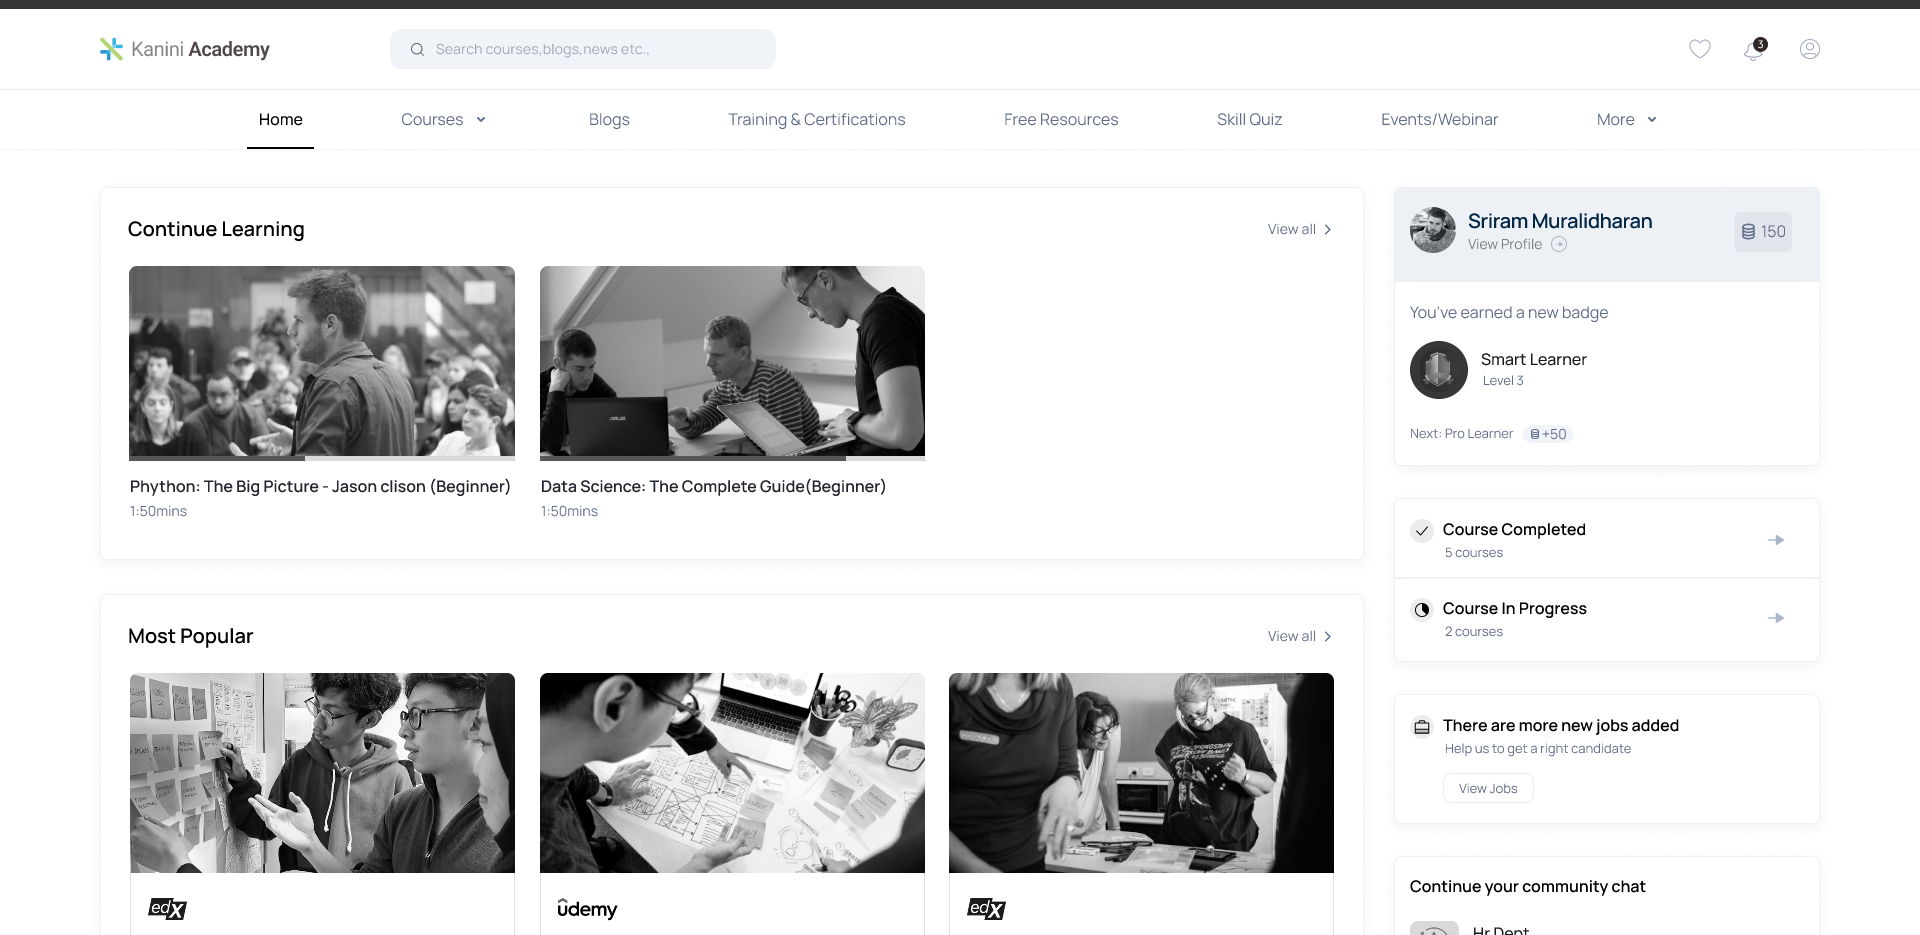 Kanini Academy
Search courses,blogs,news etc.,
3
Home
Courses
Blogs
Training & Certifications
Free Resources
Skill Quiz
Events/Webinar
More
Continue Learning
View all
ASUS
Phython: The Big Picture - Jason clison (Beginner)
1:50mins
Data Science: The Complete Guide(Beginner)
1:50mins
Most Popular
View all
edX
ûdemy
edX
Sriram Muralidharan
View Profile
150
You've earned a new badge
Smart Learner
Level 3
Next: Pro Learner
+50
Course Completed
5 courses
Course In Progress
2 courses
There are more new jobs added
Help us to get a right candidate
View Jobs
Continue your community chat
Hr Dept